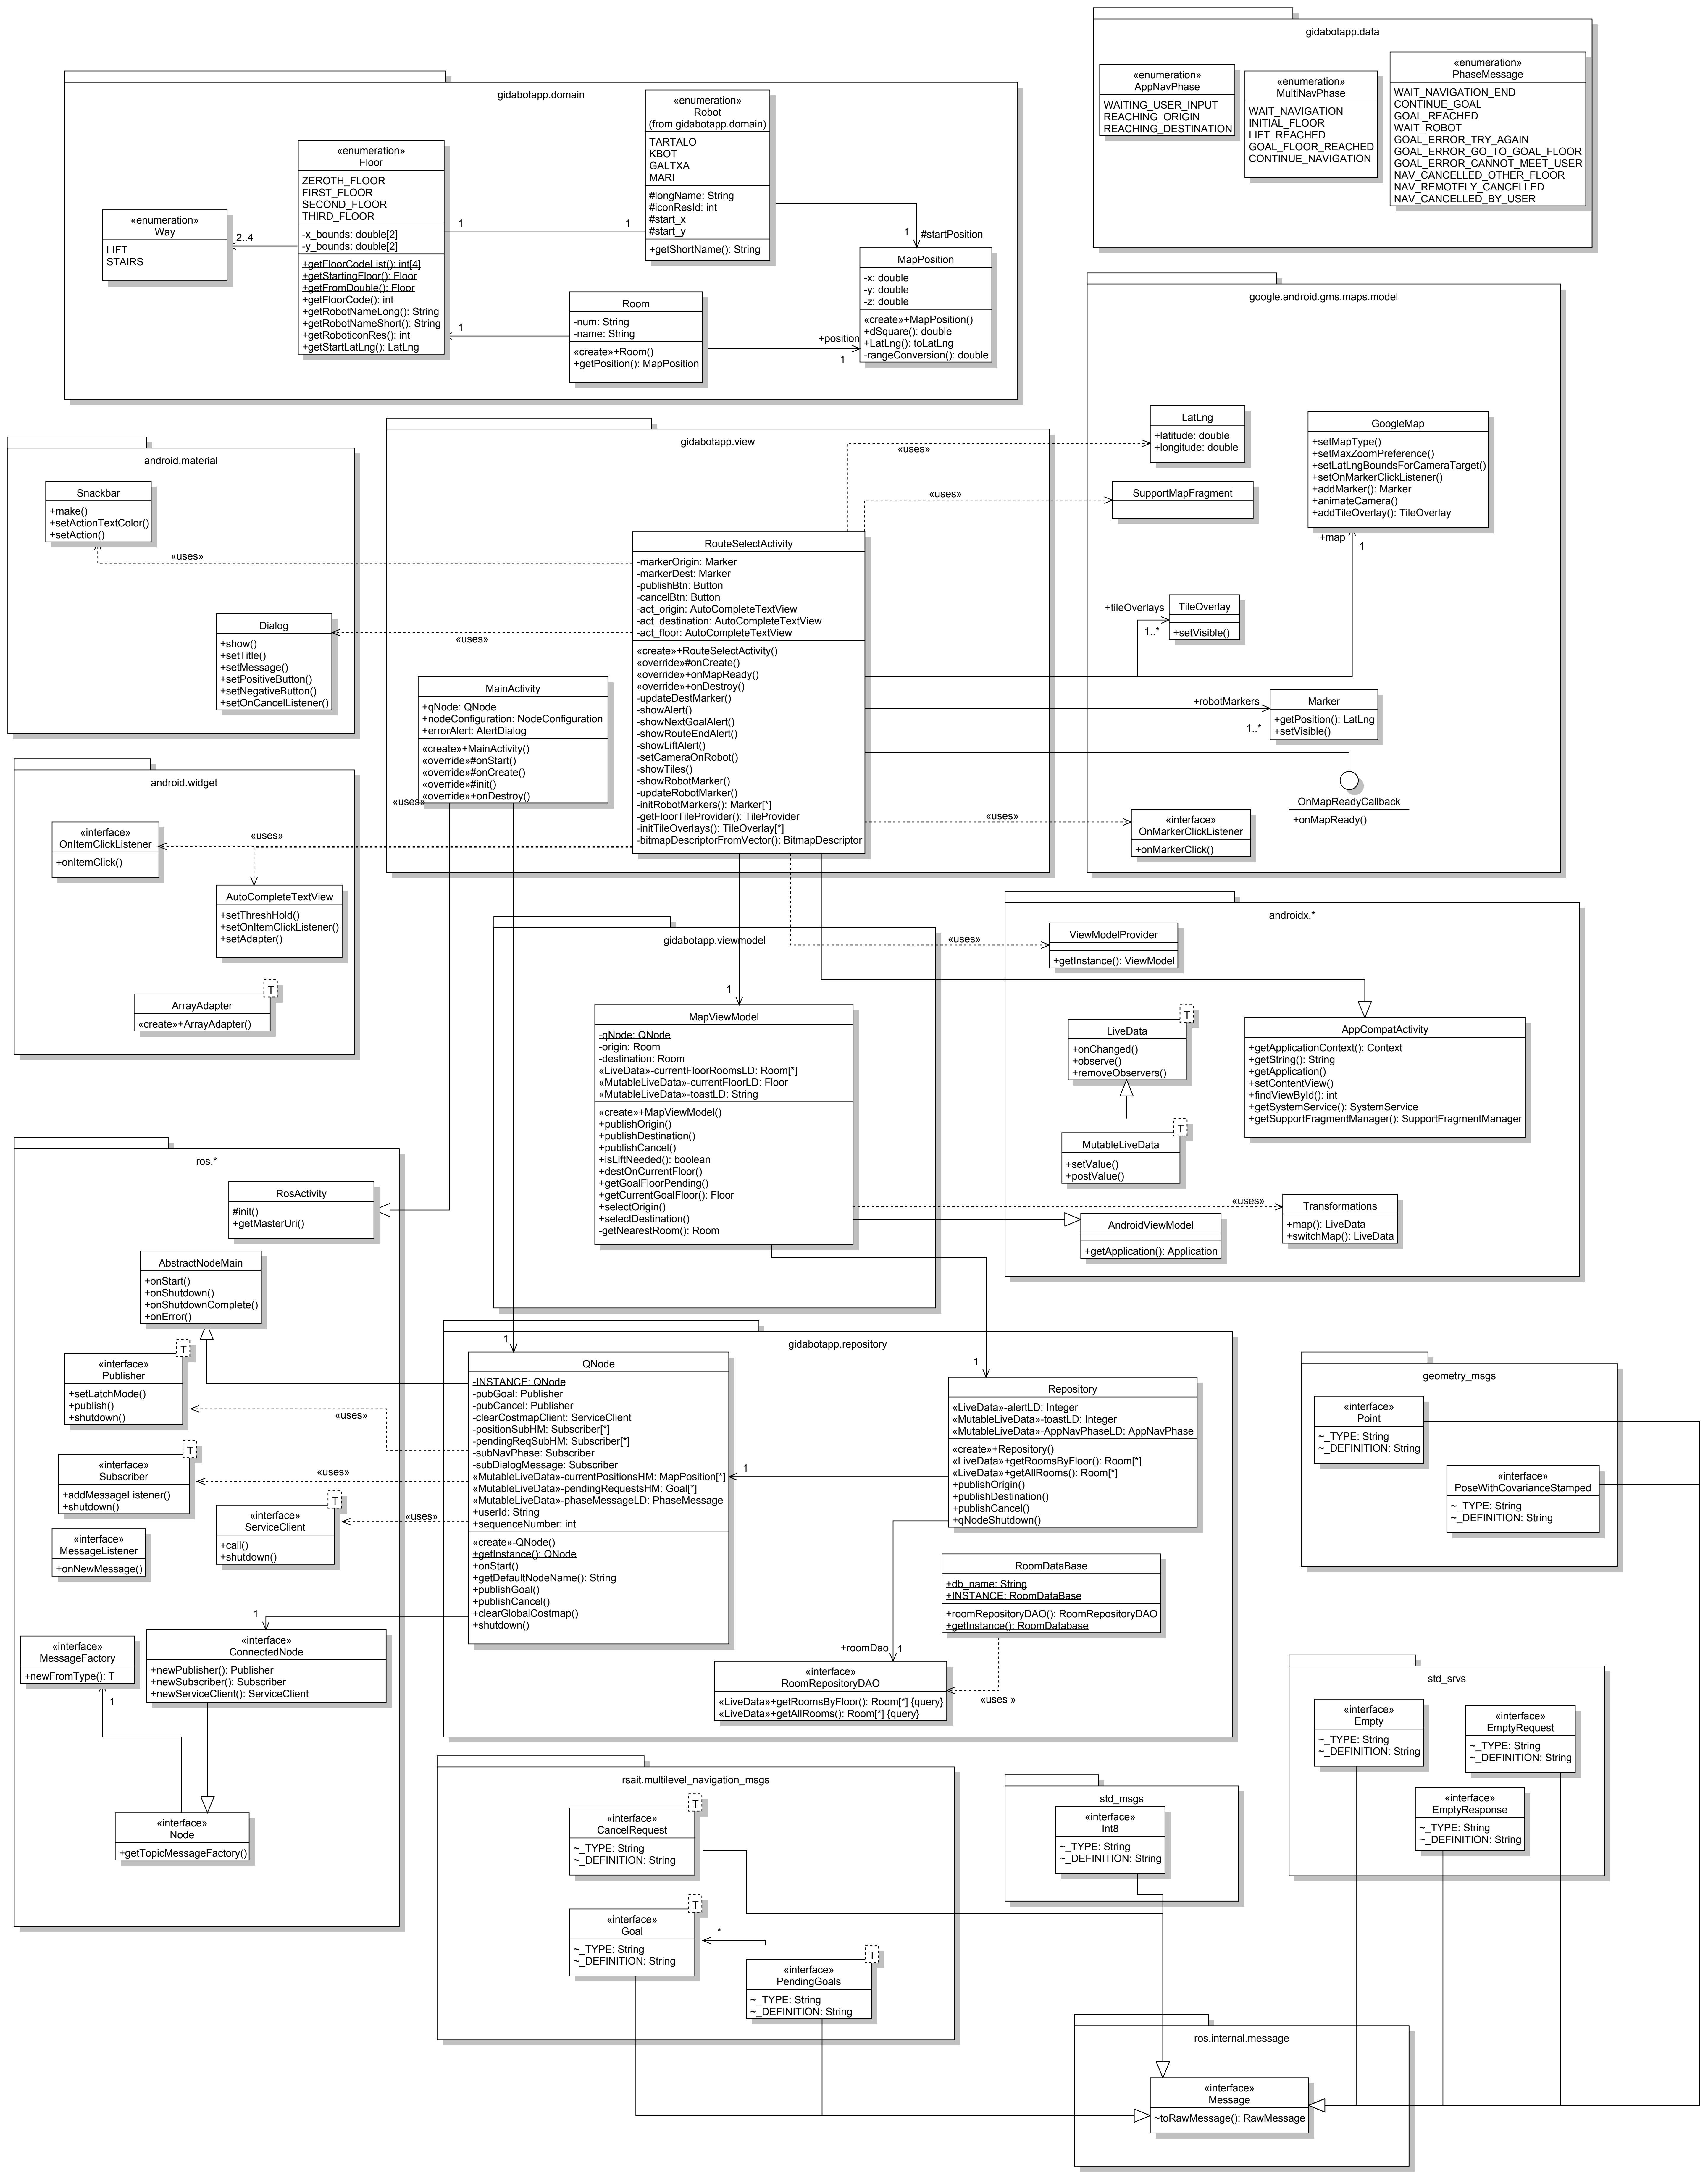 gidabotapp.data
«enumeration»
AppNavPhase
WAITING_USER_INPUT
REACHING_ORIGIN
REACHING_DESTINATION
«enumeration»
MultiNavPhase
WAIT_NAVIGATION
INITIAL_FLOOR
LIFT_REACHED
GOAL_FLOOR_REACHED
CONTINUE_NAVIGATION
«enumeration»
PhaseMessage
WAIT_NAVIGATION_END
CONTINUE_GOAL
GOAL_REACHED
WAIT_ROBOT
GOAL_ERROR_TRY_AGAIN
GOAL_ERROR_GO_TO_GOAL_FLOOR
GOAL_ERROR_CANNOT_MEET_USER
NAV_CANCELLED_OTHER_FLOOR
NAV_REMOTELY_CANCELLED
NAV_CANCELLED_BY_USER
gidabotapp.domain
«enumeration»
Way
LIFT
STAIRS
2..4
«enumeration»
Floor
ZEROTH_FLOOR
FIRST_FLOOR
SECOND_FLOOR
THIRD_FLOOR
-x_bounds: double[2]
-y_bounds: double[2]
+getFloorCodeList(): int[4]
+getStartingFloor(): Floor
+getFromDouble(): Floor
+getFloorCode(): int
+getRobotNameLong(): String
+getRobotNameShort(): String
+getRoboticonRes(): int
+getStartLatLng(): LatLng
1
1
«enumeration»
Robot
(from gidabotapp.domain)
TARTALO
KBOT
GALTXA
MARI
#longName: String
#iconResId: int
#start_x
#start_y
+getShortName(): String
1
#startPosition
MapPosition
-x: double
-y: double
-z: double
«create»+MapPosition()
+dSquare(): double
+LatLng(): toLatLng
-rangeConversion(): double
1
Room
-num: String
-name: String
«create»+Room()
+getPosition(): MapPosition
+position
1
google.android.gms.maps.model
LatLng
+latitude: double
+longitude: double
SupportMapFragment
GoogleMap
+setMapType()
+setMaxZoomPreference()
+setLatLngBoundsForCameraTarget()
+setOnMarkerClickListener()
+addMarker(): Marker
+animateCamera()
+addTileOverlay(): TileOverlay
+map
1
+tileOverlays
1..*
TileOverlay
+setVisible()
+robotMarkers
1..*
Marker
+getPosition(): LatLng
+setVisible()
OnMapReadyCallback
+onMapReady()
«interface»
OnMarkerClickListener
+onMarkerClick()
android.material
Snackbar
+make()
+setActionTextColor()
+setAction()
Dialog
+show()
+setTitle()
+setMessage()
+setPositiveButton()
+setNegativeButton()
+setOnCancelListener()
gidabotapp.view
«uses»
«uses»
«uses»
«uses»
«uses»
RouteSelectActivity
-markerOrigin: Marker
-markerDest: Marker
-publishBtn: Button
-cancelBtn: Button
-act_origin: AutoCompleteTextView
-act_destination: AutoCompleteTextView
-act_floor: AutoCompleteTextView
«create»+RouteSelectActivity()
«override»#onCreate()
«override»+onMapReady()
«override»+onDestroy()
-updateDestMarker()
-showAlert()
-showNextGoalAlert()
-showRouteEndAlert()
-showLiftAlert()
-setCameraOnRobot()
-showTiles()
-showRobotMarker()
-updateRobotMarker()
-initRobotMarkers(): Marker[*]
-getFloorTileProvider(): TileProvider
-initTileOverlays(): TileOverlay[*]
-bitmapDescriptorFromVector(): BitmapDescriptor
MainActivity
+qNode: QNode
+nodeConfiguration: NodeConfiguration
+errorAlert: AlertDialog
«create»+MainActivity()
«override»#onStart()
«override»#onCreate()
«override»#init()
«override»+onDestroy()
«uses»
android.widget
«interface»
OnItemClickListener
+onItemClick()
«uses»
AutoCompleteTextView
+setThreshHold()
+setOnItemClickListener()
+setAdapter()
ArrayAdapter
T
«create»+ArrayAdapter()
gidabotapp.viewmodel
1
MapViewModel
-qNode: QNode
-origin: Room
-destination: Room
«LiveData»-currentFloorRoomsLD: Room[*]
«MutableLiveData»-currentFloorLD: Floor
«MutableLiveData»-toastLD: String
«create»+MapViewModel()
+publishOrigin()
+publishDestination()
+publishCancel()
+isLiftNeeded(): boolean
+destOnCurrentFloor()
+getGoalFloorPending()
+getCurrentGoalFloor(): Floor
+selectOrigin()
+selectDestination()
-getNearestRoom(): Room
androidx.*
«uses»
ViewModelProvider
+getInstance(): ViewModel
T
LiveData
+onChanged()
+observe()
+removeObservers()
T
MutableLiveData
+setValue()
+postValue()
AppCompatActivity
+getApplicationContext(): Context
+getString(): String
+getApplication()
+setContentView()
+findViewById(): int
+getSystemService(): SystemService
+getSupportFragmentManager(): SupportFragmentManager
«uses»
Transformations
+map(): LiveData
+switchMap(): LiveData
AndroidViewModel
+getApplication(): Application
ros.*
RosActivity
#init()
+getMasterUri()
AbstractNodeMain
+onStart()
+onShutdown()
+onShutdownComplete()
+onError()
T
«interface»
Publisher
+setLatchMode()
+publish()
+shutdown()
«uses»
T
«interface»
Subscriber
+addMessageListener()
+shutdown()
«uses»
T
«interface»
ServiceClient
+call()
+shutdown()
«uses»
«interface»
MessageListener
+onNewMessage()
1
«interface»
ConnectedNode
+newPublisher(): Publisher
+newSubscriber(): Subscriber
+newServiceClient(): ServiceClient
«interface»
MessageFactory
+newFromType(): T
1
«interface»
Node
+getTopicMessageFactory()
gidabotapp.repository
1
QNode
-INSTANCE: QNode
-pubGoal: Publisher
-pubCancel: Publisher
-clearCostmapClient: ServiceClient
-positionSubHM: Subscriber[*]
-pendingReqSubHM: Subscriber[*]
-subNavPhase: Subscriber
-subDialogMessage: Subscriber
«MutableLiveData»-currentPositionsHM: MapPosition[*]
«MutableLiveData»-pendingRequestsHM: Goal[*]
«MutableLiveData»-phaseMessageLD: PhaseMessage
+userId: String
+sequenceNumber: int
«create»-QNode()
+getInstance(): QNode
+onStart()
+getDefaultNodeName(): String
+publishGoal()
+publishCancel()
+clearGlobalCostmap()
+shutdown()
1
1
Repository
«LiveData»-alertLD: Integer
«MutableLiveData»-toastLD: Integer
«MutableLiveData»-AppNavPhaseLD: AppNavPhase
«create»+Repository()
«LiveData»+getRoomsByFloor: Room[*]
«LiveData»+getAllRooms(): Room[*]
+publishOrigin()
+publishDestination()
+publishCancel()
+qNodeShutdown()
RoomDataBase
+db_name: String
+INSTANCE: RoomDataBase
+roomRepositoryDAO(): RoomRepositoryDAO
+getInstance(): RoomDatabase
+roomDao
1
«uses »
«interface»
RoomRepositoryDAO
«LiveData»+getRoomsByFloor(): Room[*] {query}
«LiveData»+getAllRooms(): Room[*] {query}
geometry_msgs
«interface»
Point
~_TYPE: String
~_DEFINITION: String
«interface»
PoseWithCovarianceStamped
~_TYPE: String
~_DEFINITION: String
std_srvs
«interface»
Empty
~_TYPE: String
~_DEFINITION: String
«interface»
EmptyRequest
~_TYPE: String
~_DEFINITION: String
«interface»
EmptyResponse
~_TYPE: String
~_DEFINITION: String
rsait.multilevel_navigation_msgs
T
«interface»
CancelRequest
~_TYPE: String
~_DEFINITION: String
T
«interface»
Goal
~_TYPE: String
~_DEFINITION: String
*
T
«interface»
PendingGoals
~_TYPE: String
~_DEFINITION: String
std_msgs
«interface»
Int8
~_TYPE: String
~_DEFINITION: String
ros.internal.message
«interface»
Message
~toRawMessage(): RawMessage